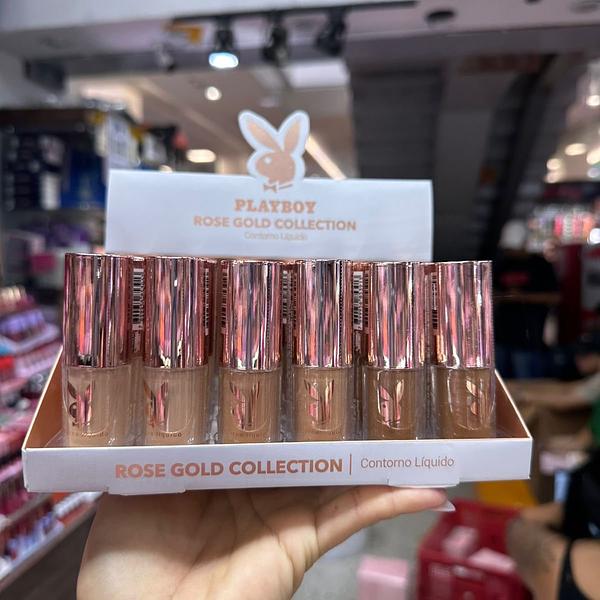 PLAYBOY
ROSE GOLD COLLECTION
Contorno Líquido
ROSE GOLD COLLECTION | Contorno Líquido